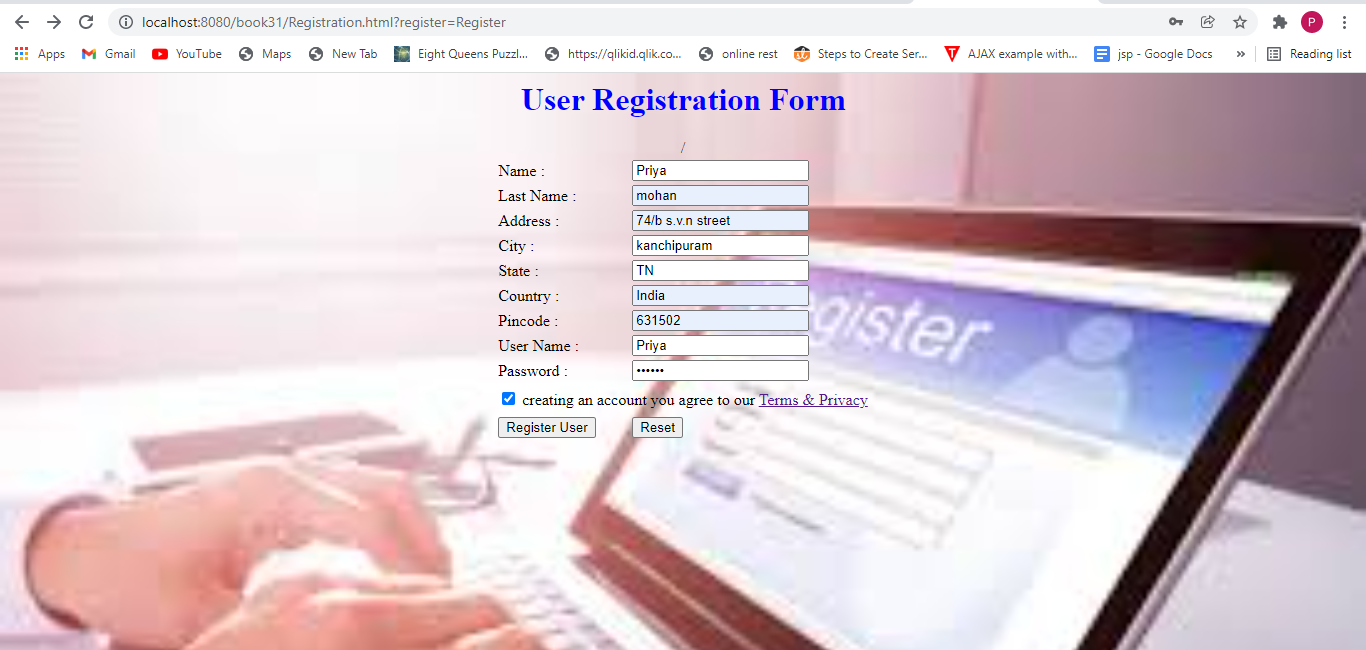 localhost:8080/book31/Registration.html?register=Register
P
Apps Gmail YouTube Maps New Tab Eight Queens Puzzl... https://qlikid.qlik.co... online rest Steps to Create Ser... AJAX example with... jsp - Google Docs » Reading list
User Registration Form
/
Name : Priya
Last Name : mohan
Address : 74/b s.v.n street
City : kanchipuram
State : TN
Country : India
Pincode : 631502
User Name : Priya
Password : ••••••
creating an account you agree to our Terms & Privacy
Register User Reset
gister